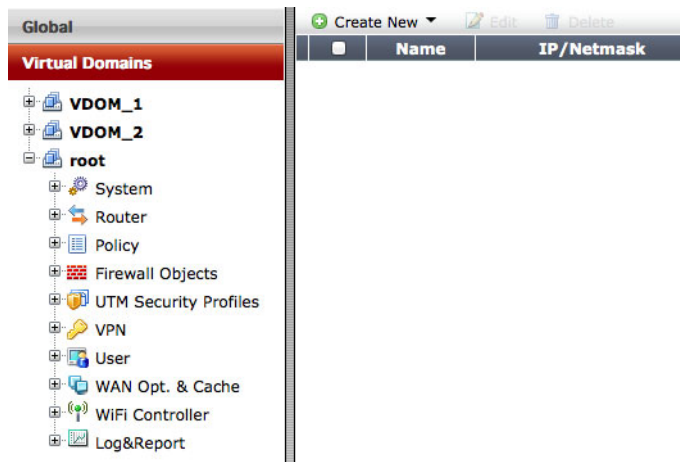 Global
Virtual Domains
VDOM_1
VDOM_2
root
System
Router
Policy
Firewall Objects
UTM Security Profiles
VPN
User
WAN Opt. & Cache
WiFi Controller
Log&Report
Create New Edit Delete
Name IP/Netmask